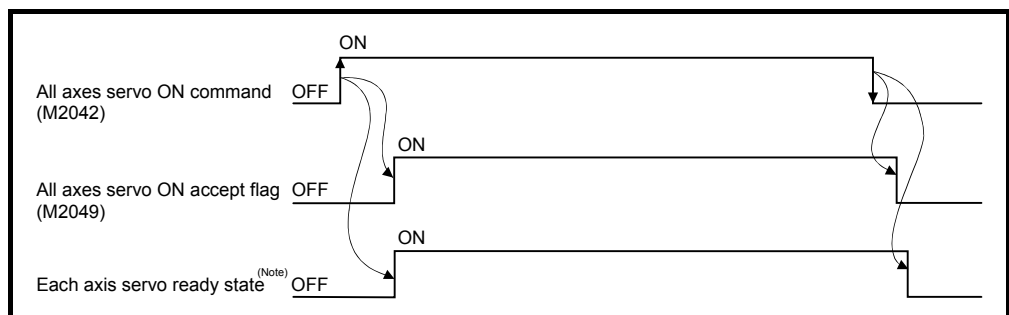 ON
All axes servo ON command OFF
(M2042)
ON
All axes servo ON accept flag OFF
(M2049)
ON
Each axis servo ready state(Note) OFF